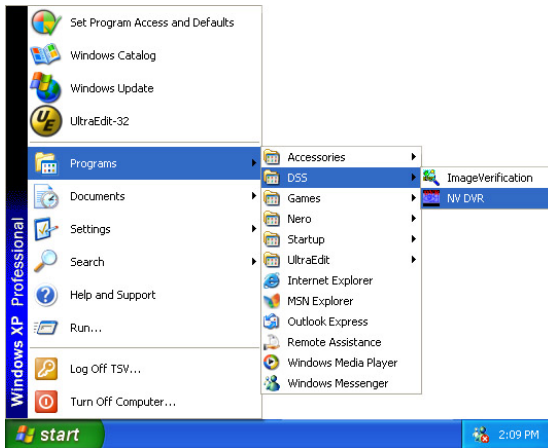 Set Program Access and Defaults
Windows Catalog
Windows Update
UE
UltraEdit-32
Programs
Documents
Settings
Search
Help and Support
Run...
Log Off TSV...
Turn Off Computer...
Windows XP Professional
Accessories
DSS
Games
Nero
Startup
UltraEdit
Internet Explorer
MSN Explorer
Outlook Express
Remote Assistance
Windows Media Player
Windows Messenger
ImageVerification
NV DVR
start
2:09 PM